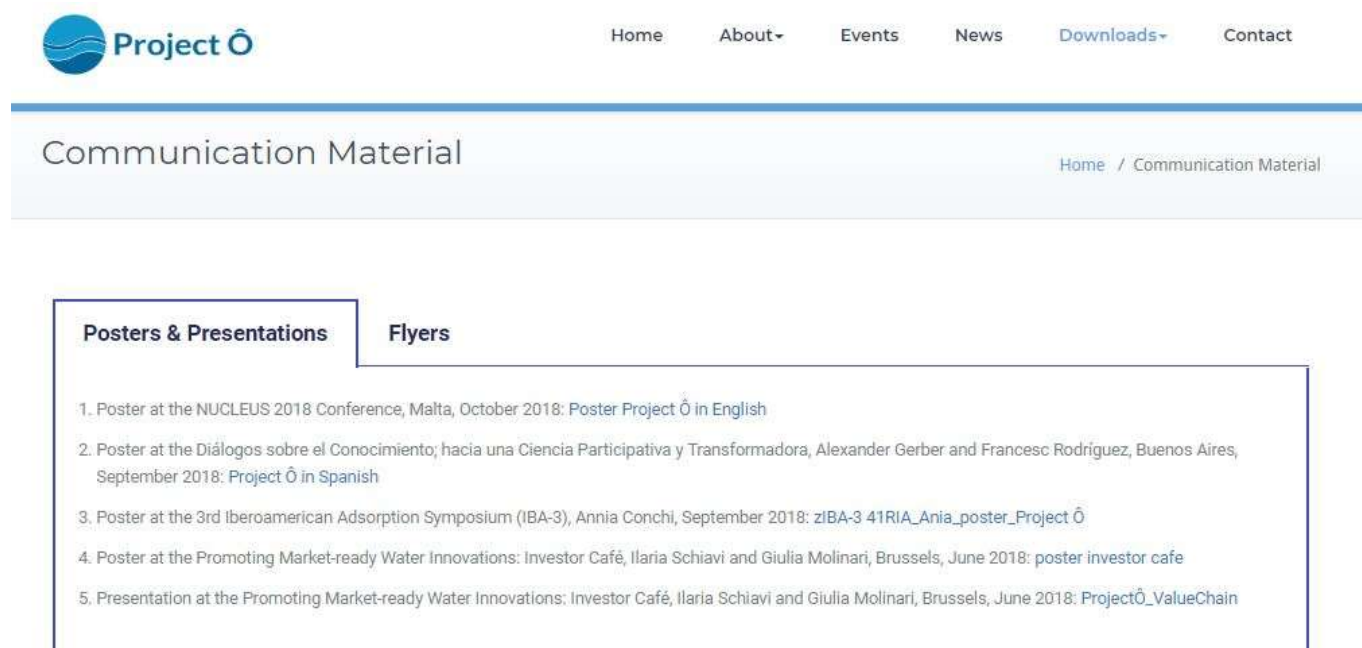 Project Ô
Home About Events News Downloads Contact
Communication Material
Home / Communication Material
Posters & Presentations Flyers
1. Poster at the NUCLEUS 2018 Conference, Malta, October 2018: Poster Project Ô in English
2. Poster at the Diálogos sobre el Conocimiento; hacia una Ciencia Participativa y Transformadora, Alexander Gerber and Francesc Rodríguez, Buenos Aires,
September 2018: Project Ô in Spanish
3. Poster at the 3rd Iberoamerican Adsorption Symposium (IBA-3), Annia Conchi, September 2018: zIBA-3 41RIA_Ania_poster_Project Ô
4. Poster at the Promoting Market-ready Water Innovations: Investor Café, Ilaria Schiavi and Giulia Molinari, Brussels, June 2018: poster investor cafe
5. Presentation at the Promoting Market-ready Water Innovations: Investor Café, Ilaria Schiavi and Giulia Molinari, Brussels, June 2018: ProjectÔ_ValueChain